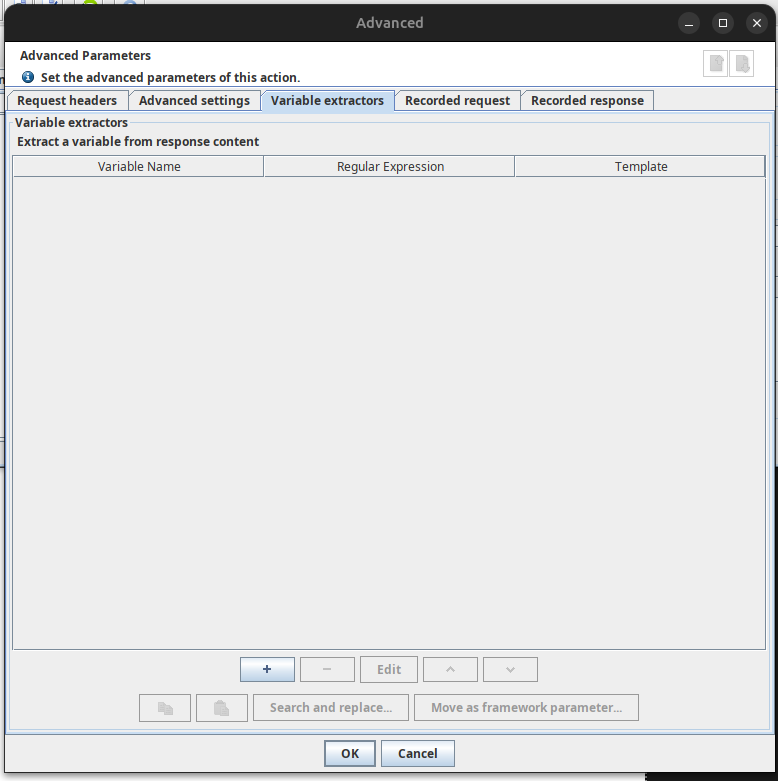 Advanced
Advanced Parameters
Set the advanced parameters of this action.
Request headers Advanced settings Variable extractors Recorded request Recorded response
Variable extractors
Extract a variable from response content
Variable Name Regular Expression Template
+ − Edit
Search and replace... Move as framework parameter...
OK Cancel